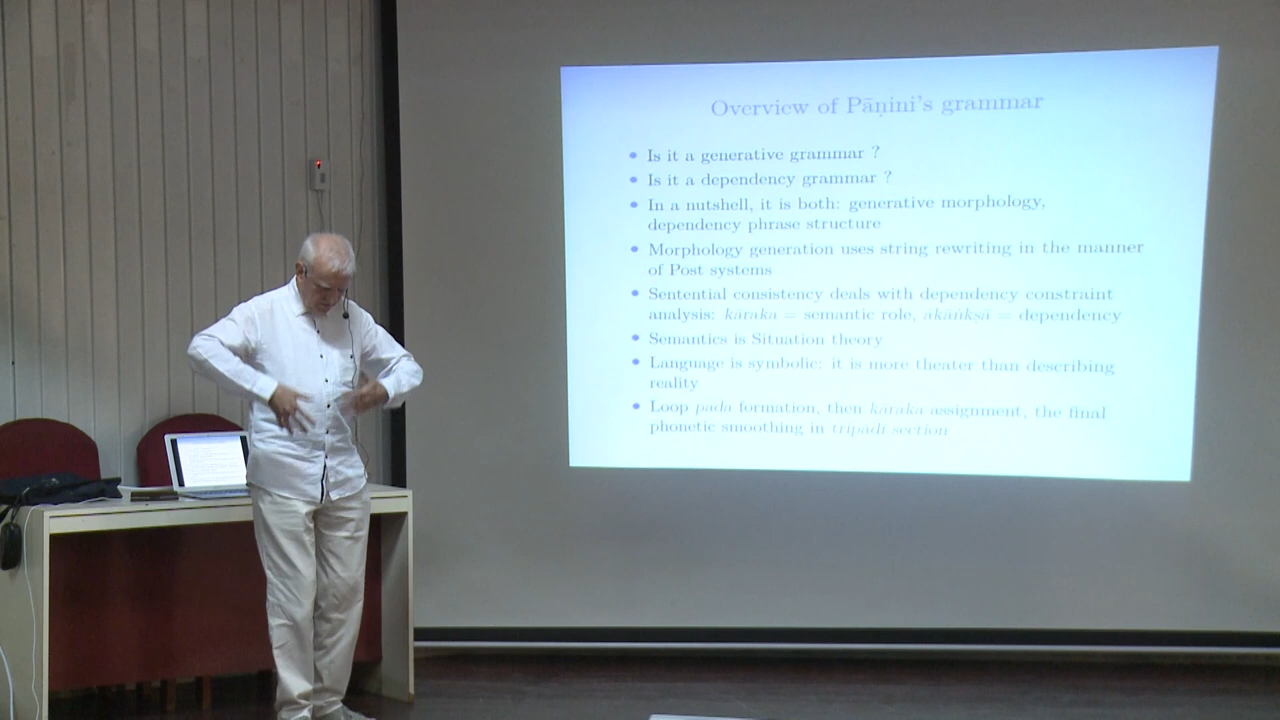 Overview of Pāṇini's grammar
• Is it a generative grammar ?
• Is it a dependency grammar ?
• In a nutshell, it is both: generative morphology,
dependency phrase structure
• Morphology generation uses string rewriting in the manner
of Post systems
• Sentential consistency deals with dependency constraint
analysis: kāraka = semantic role, ākāṅkṣā = dependency
• Semantics is Situation theory
• Language is symbolic: it is more theater than describing
reality
• Loop pada formation, then kāraka assignment, the final
phonetic smoothing in tripādī section